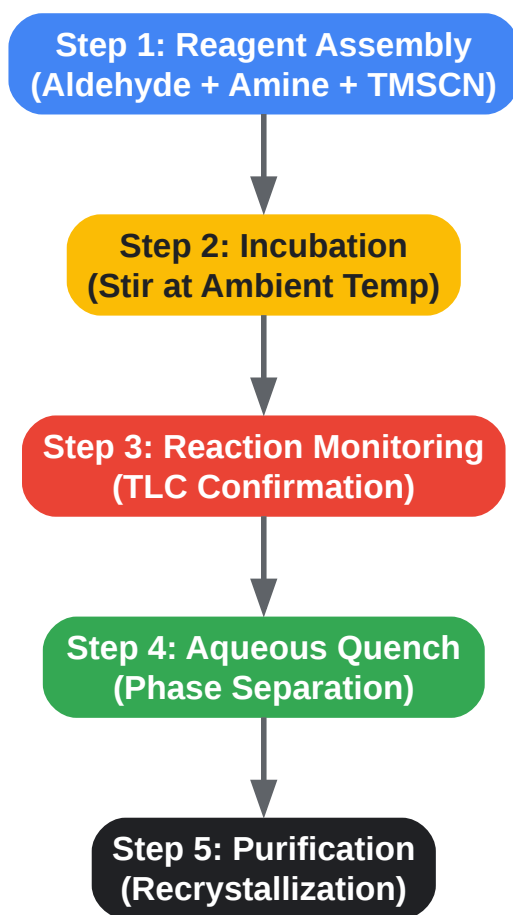 Step 1: Reagent Assembly
(Aldehyde + Amine + TMSCN)
Step 2: Incubation
(Stir at Ambient Temp)
Step 3: Reaction Monitoring
(TLC Confirmation)
Step 4: Aqueous Quench
(Phase Separation)
Step 5: Purification
(Recrystallization)